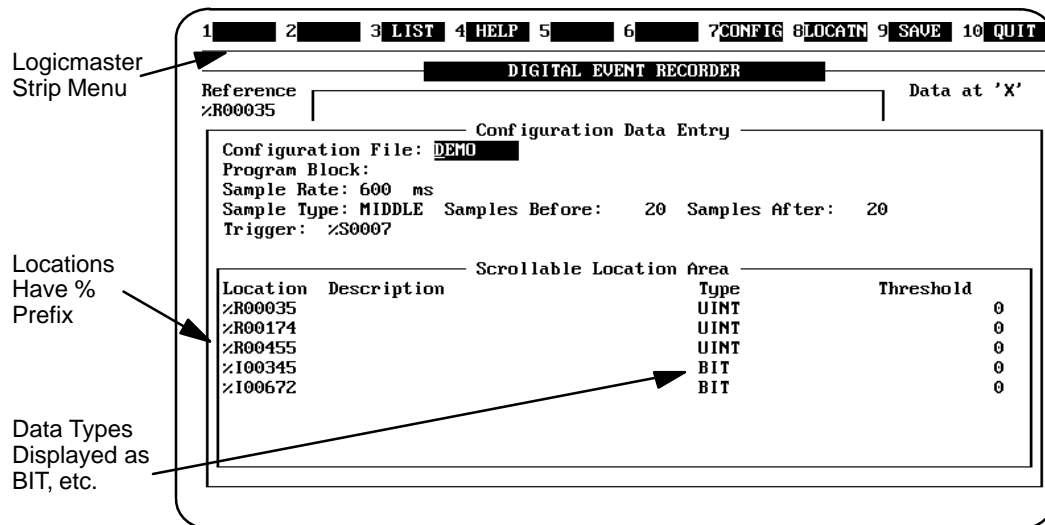 1 2 3 LIST 4 HELP 5 6 7CONFIG 8LOCATN 9 SAVE 10 QUIT
Logicmaster
Strip Menu
DIGITAL EVENT RECORDER
Reference Data at 'X'
%R00035
Configuration Data Entry
Configuration File: DEMO
Program Block:
Sample Rate: 600 ms
Sample Type: MIDDLE Samples Before: 20 Samples After: 20
Trigger: %S0007
Locations
Have %
Prefix
Scrollable Location Area
Location Description Type Threshold
%R00035 UINT 0
%R00174 UINT 0
%R00455 UINT 0
%I00345 BIT 0
%I00672 BIT 0
Data Types
Displayed as
BIT, etc.